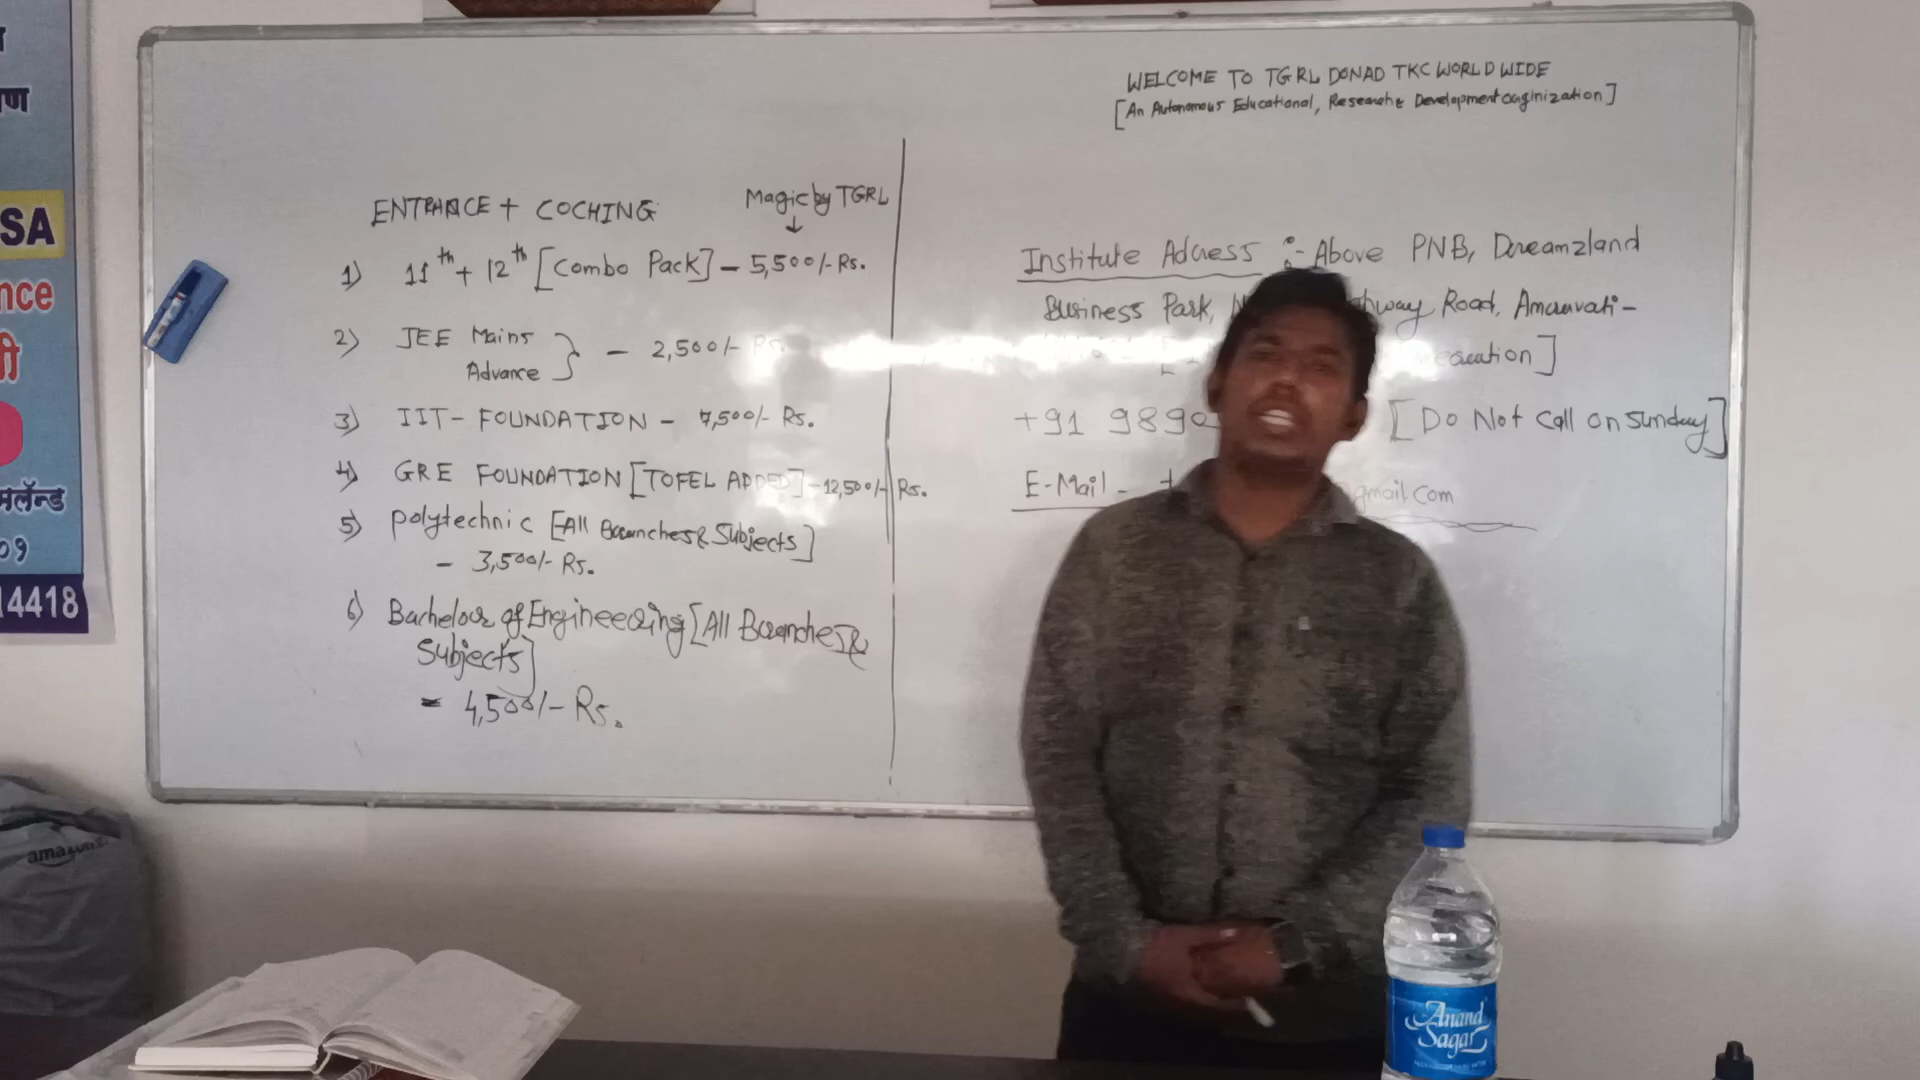 WELCOME TO TGRL DONAD TKC WORLD WIDE
[An Autonomous Educational, Research & Development Orginization]
ENTRANCE + COCHING
Magic by TGRL
↓
1) 11th + 12th [Combo Pack] - 5,500/- Rs.
2) JEE Mains
Advance } - 2,500/- Rs.
3) IIT - FOUNDATION - 7,500/- Rs.
4) GRE FOUNDATION [TOFEL ADDED] - 12,500/- Rs.
5) Polytechnic [All Branches & Subjects]
- 3,500/- Rs.
6) Bachelor of Engineering [All Branches &
Subjects]
- 4,500/- Rs.
Institute Adress :- Above PNB, Dreamzland
Business Park, Road, Amravati -
+91 989 [Do Not Call on Sunday]
E-Mail - @gmail.com
SA
nce
14418
amazon
Anand
Sagar